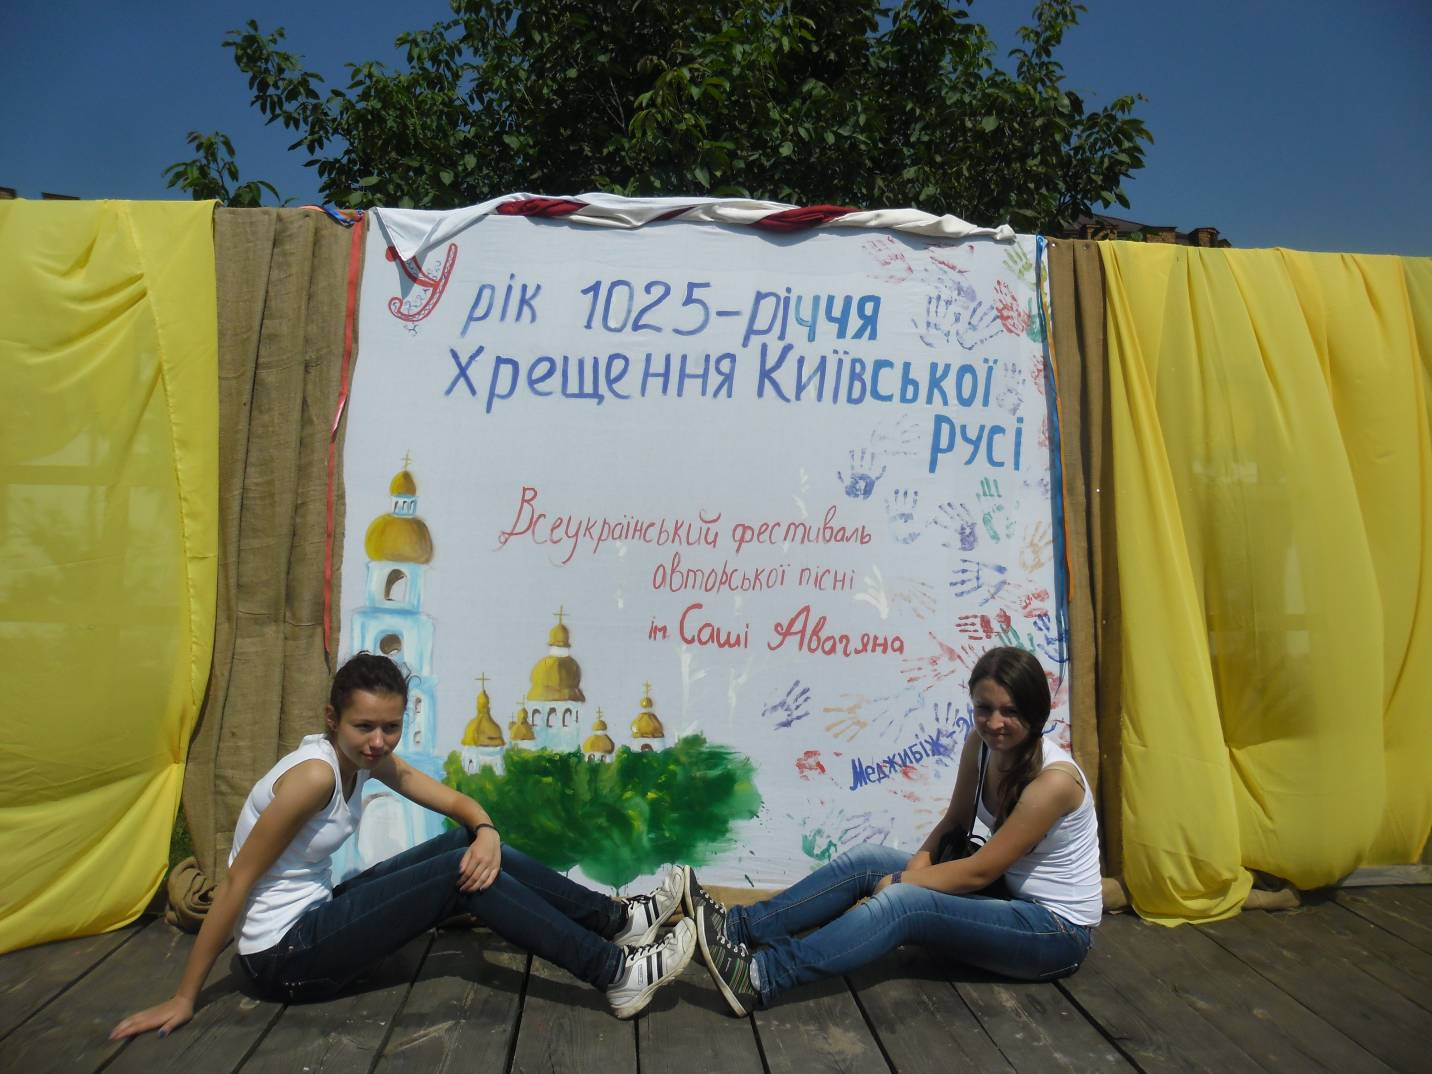 У рік 1025-річчя
Хрещення Київської
Русі
Всеукраїнський фестиваль
авторської пісні
ім Саші Авагяна
Меджибіж